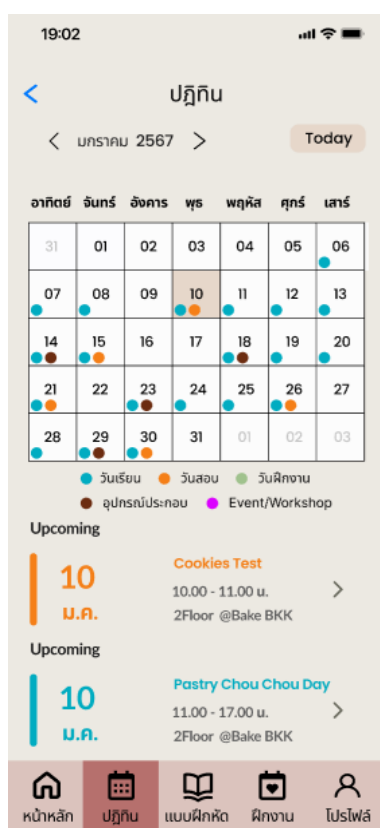 19:02
ปฏิทิน
มกราคม 2567
Today
อาทิตย์ จันทร์ อังคาร พุธ พฤหัส ศุกร์ เสาร์
31 01 02 03 04 05 06
07 08 09 10 11 12 13
14 15 16 17 18 19 20
21 22 23 24 25 26 27
28 29 30 31 01 02 03
วันเรียน วันสอบ วันฝึกงาน
อุปกรณ์ประกอบ Event/Workshop
Upcoming
10
ม.ค.
Cookies Test
10.00 - 11.00 น.
2Floor @Bake BKK
Upcoming
10
ม.ค.
Pastry Chou Chou Day
11.00 - 17.00 น.
2Floor @Bake BKK
หน้าหลัก ปฏิทิน แบบฝึกหัด ฝึกงาน โปรไฟล์